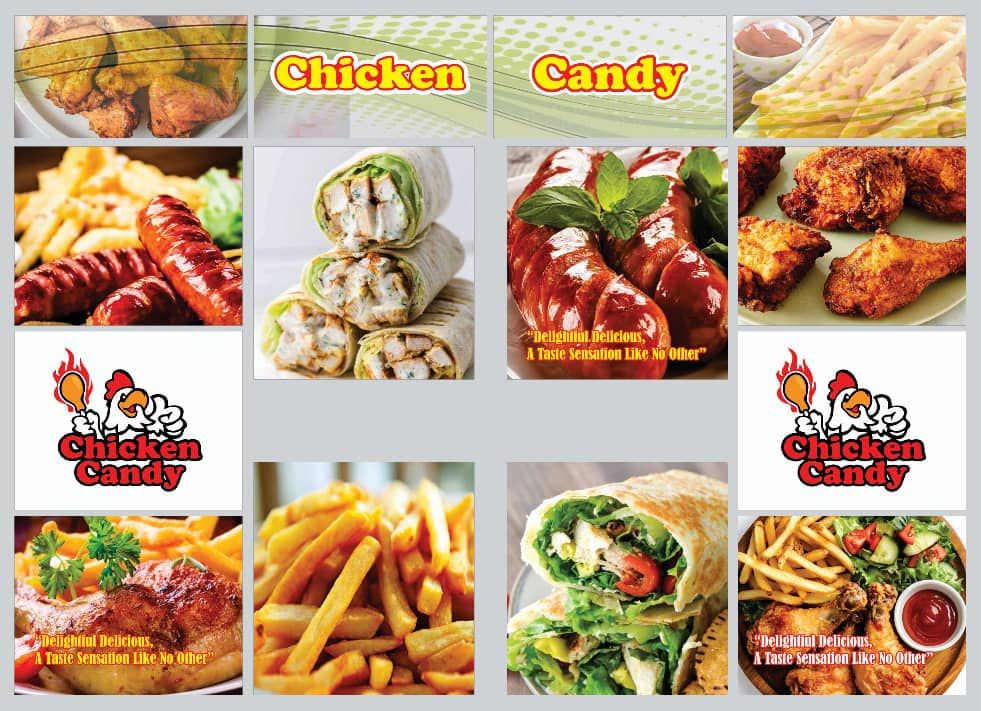 Chicken Candy
"Delightful Delicious,
A Taste Sensation Like No Other"
Chicken
Candy
Chicken
Candy
"Delightful Delicious,
A Taste Sensation Like No Other"
"Delightful Delicious,
A Taste Sensation Like No Other"